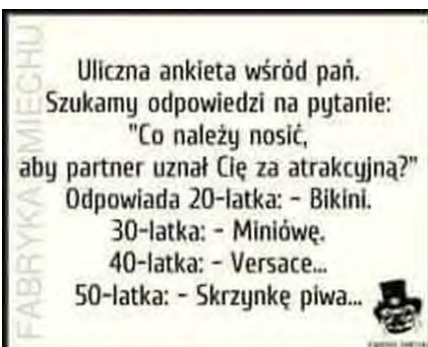 FABRYKA ŚMIECHU
Uliczna ankieta wśród pań.
Szukamy odpowiedzi na pytanie:
"Co należy nosić,
aby partner uznał Cię za atrakcyjną?"
Odpowiada 20-latka: - Bikini.
30-latka: - Miniówę.
40-latka: - Versace...
50-latka: - Skrzynkę piwa...